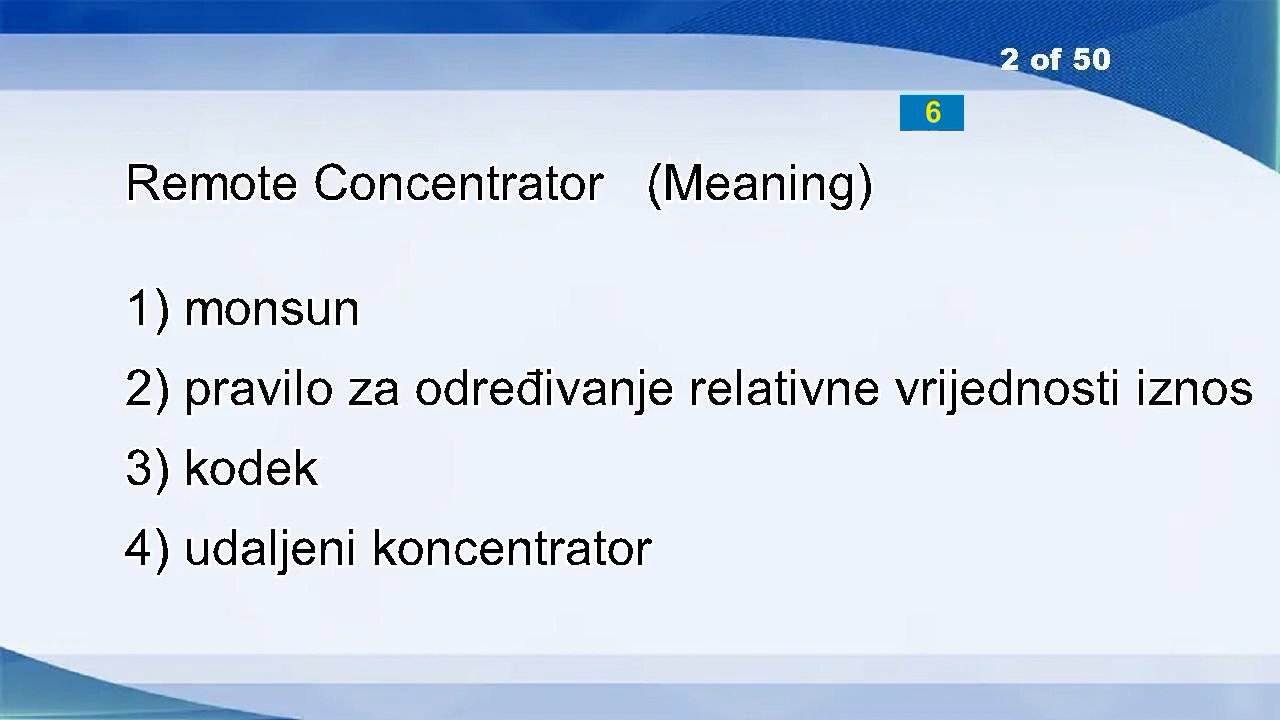 2 of 50
6
Remote Concentrator (Meaning)
1) monsun
2) pravilo za određivanje relativne vrijednosti iznos
3) kodek
4) udaljeni koncentrator